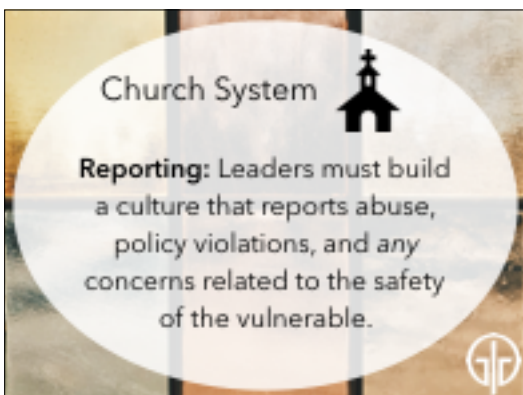 Church System
Reporting: Leaders must build
a culture that reports abuse,
policy violations, and any
concerns related to the safety
of the vulnerable.